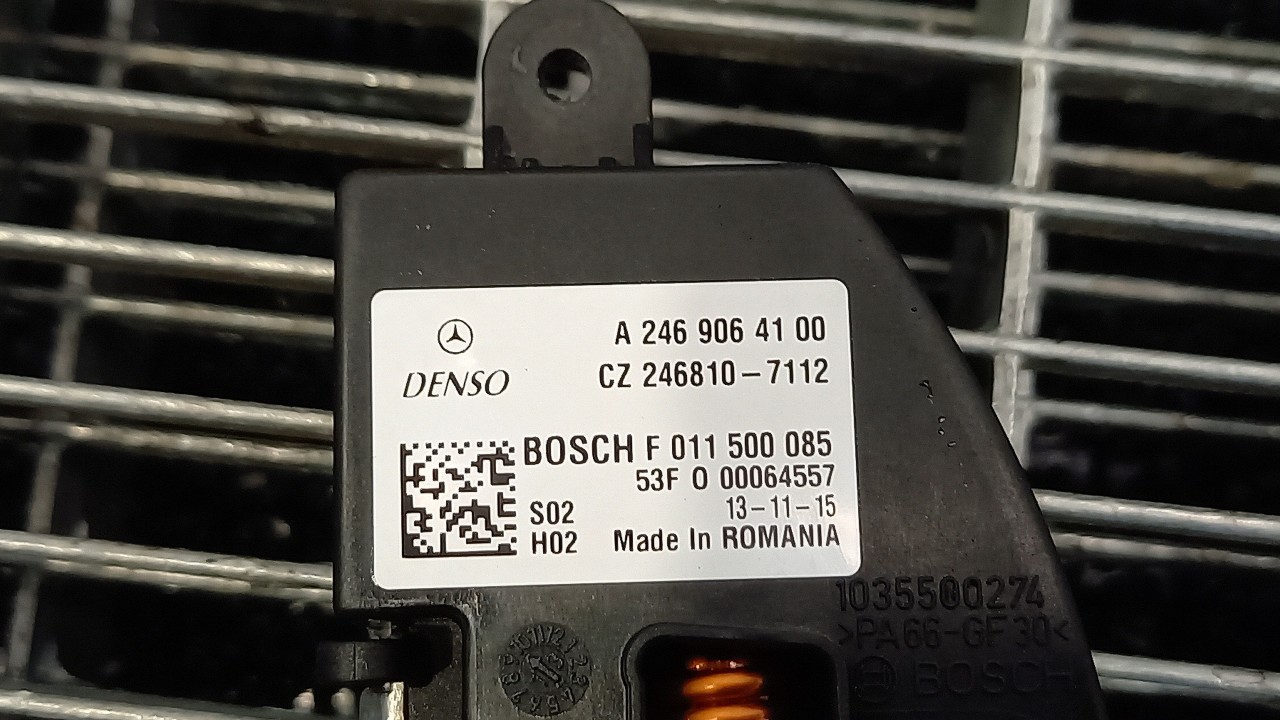 A 246 906 41 00
DENSO
CZ 246810-7112
BOSCH F 011 500 085
53F 0 00064557
S02
13-11-15
H02
Made In ROMANIA
1035500274
>PA66-GF30<
BOSCH